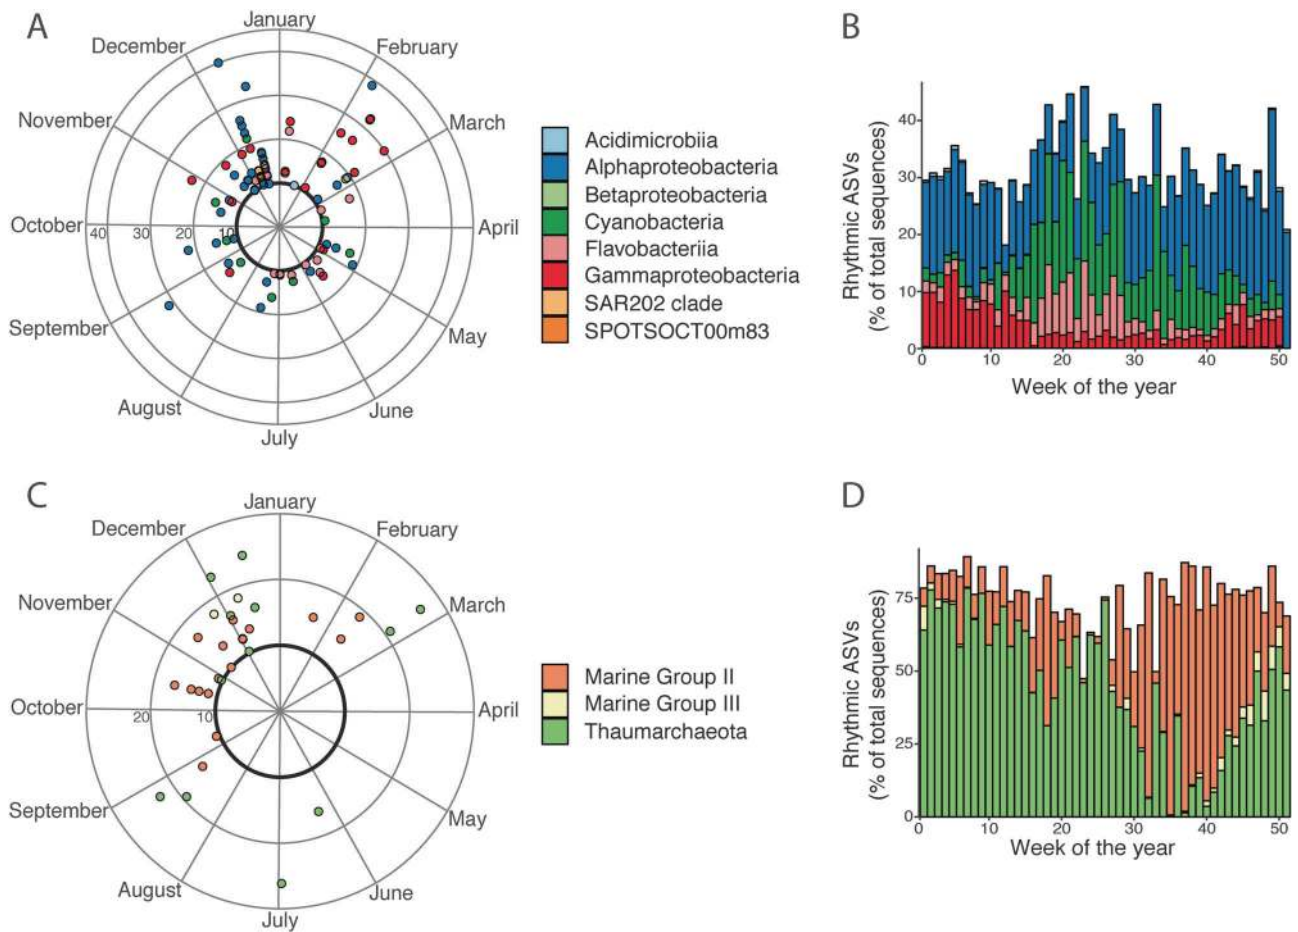 A
January
February
March
April
May
June
July
August
September
October
November
December
40 30 20 10
Acidimicrobiia
Alphaproteobacteria
Betaproteobacteria
Cyanobacteria
Flavobacteriia
Gammaproteobacteria
SAR202 clade
SPOTSOCT00m83
B
Rhythmic ASVs
(% of total sequences)
40
30
20
10
0
0 10 20 30 40 50
Week of the year
C
January
February
March
April
May
June
July
August
September
October
November
December
20 10
Marine Group II
Marine Group III
Thaumarchaeota
D
Rhythmic ASVs
(% of total sequences)
75
50
25
0
0 10 20 30 40 50
Week of the year